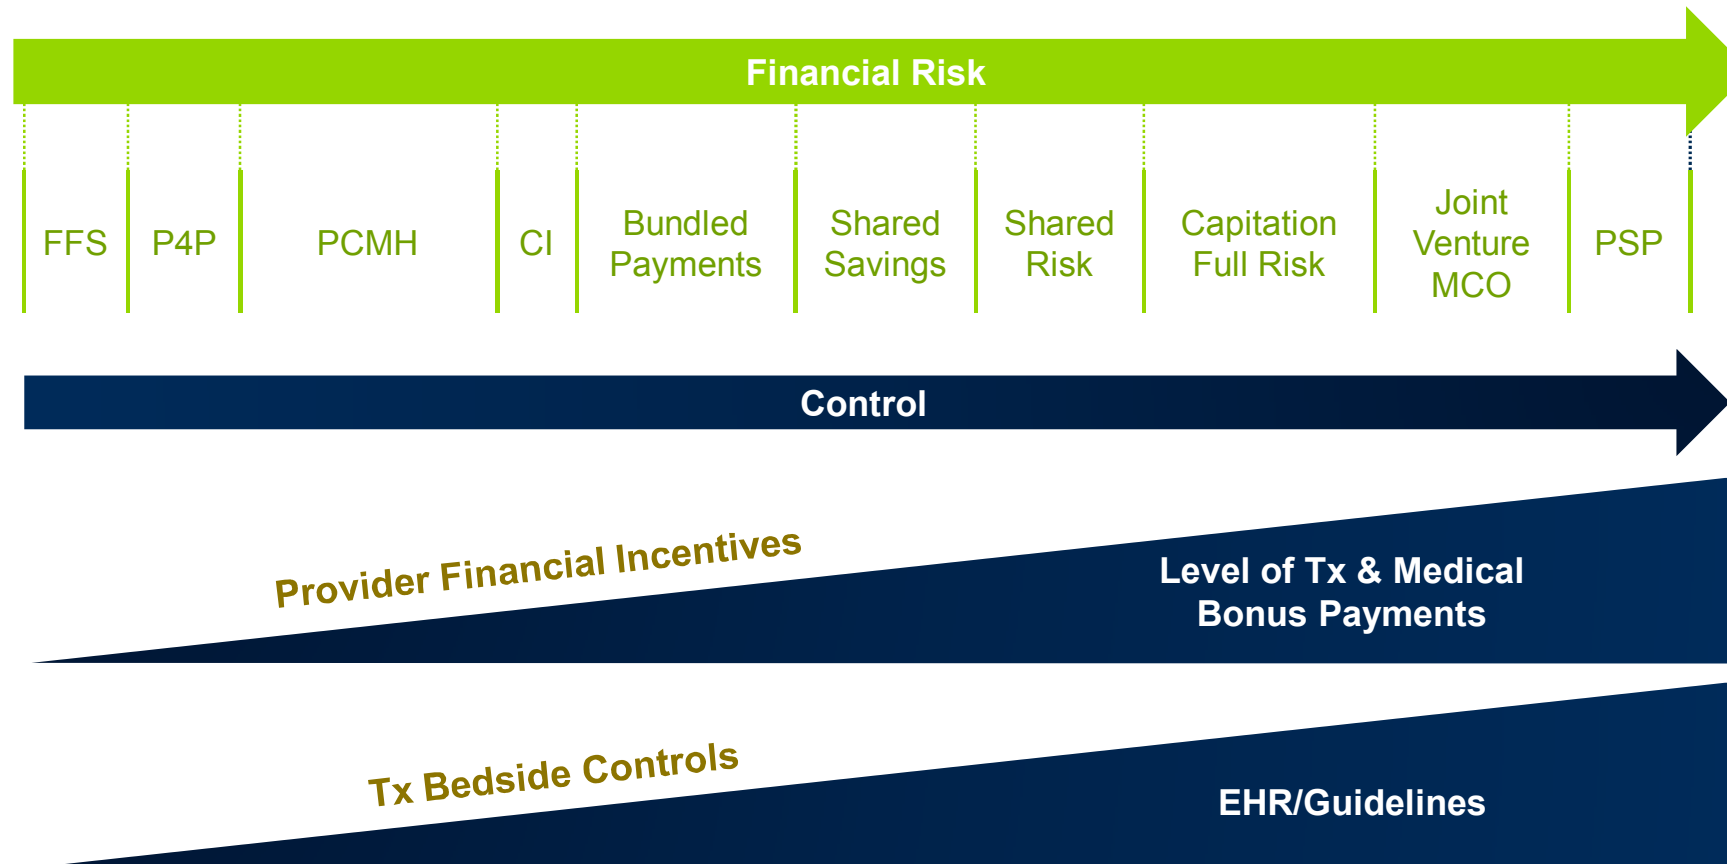 Financial Risk
FFS
P4P
PCMH
CI
Bundled
Payments
Shared
Savings
Shared
Risk
Capitation
Full Risk
Joint
Venture
MCO
PSP
Control
Provider Financial Incentives
Level of Tx & Medical
Bonus Payments
Tx Bedside Controls
EHR/Guidelines